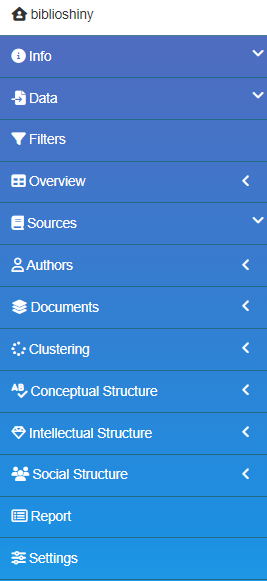 biblioshiny
Info
Data
Filters
Overview
Sources
Authors
Documents
Clustering
Conceptual Structure
Intellectual Structure
Social Structure
Report
Settings